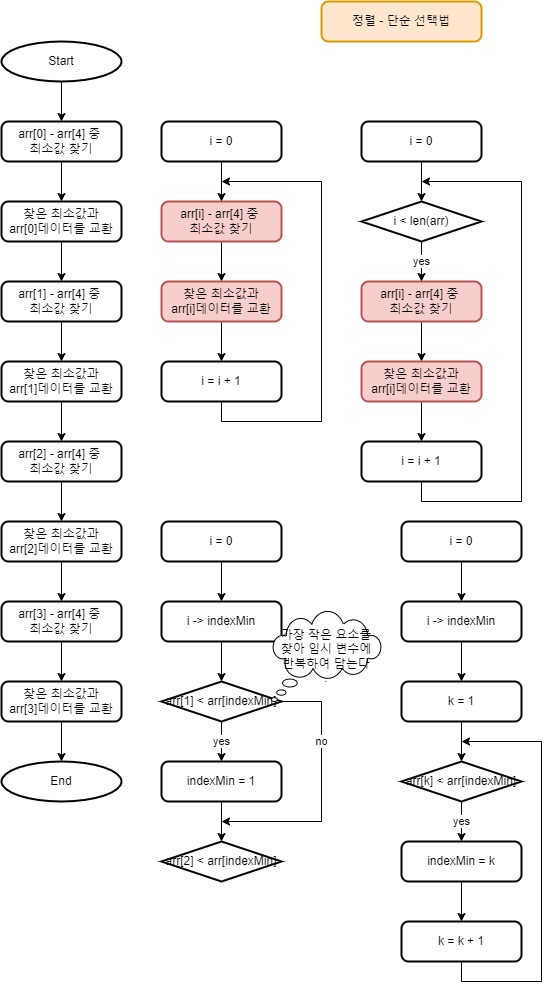 정렬 - 단순 선택법
Start
arr[0] - arr[4] 중
최소값 찾기
찾은 최소값과
arr[0]데이터를 교환
arr[1] - arr[4] 중
최소값 찾기
찾은 최소값과
arr[1]데이터를 교환
arr[2] - arr[4] 중
최소값 찾기
찾은 최소값과
arr[2]데이터를 교환
arr[3] - arr[4] 중
최소값 찾기
찾은 최소값과
arr[3]데이터를 교환
End
i = 0
arr[i] - arr[4] 중
최소값 찾기
찾은 최소값과
arr[i]데이터를 교환
i = i + 1
i = 0
i < len(arr)
yes
arr[i] - arr[4] 중
최소값 찾기
찾은 최소값과
arr[i]데이터를 교환
i = i + 1
i = 0
i -> indexMin
가장 작은 요소를
찾아 임시 변수에
반복하여 담는다
.
arr[1] < arr[indexMin]
yes
no
indexMin = 1
arr[2] < arr[indexMin]
i = 0
i -> indexMin
k = 1
arr[k] < arr[indexMin]
yes
indexMin = k
k = k + 1